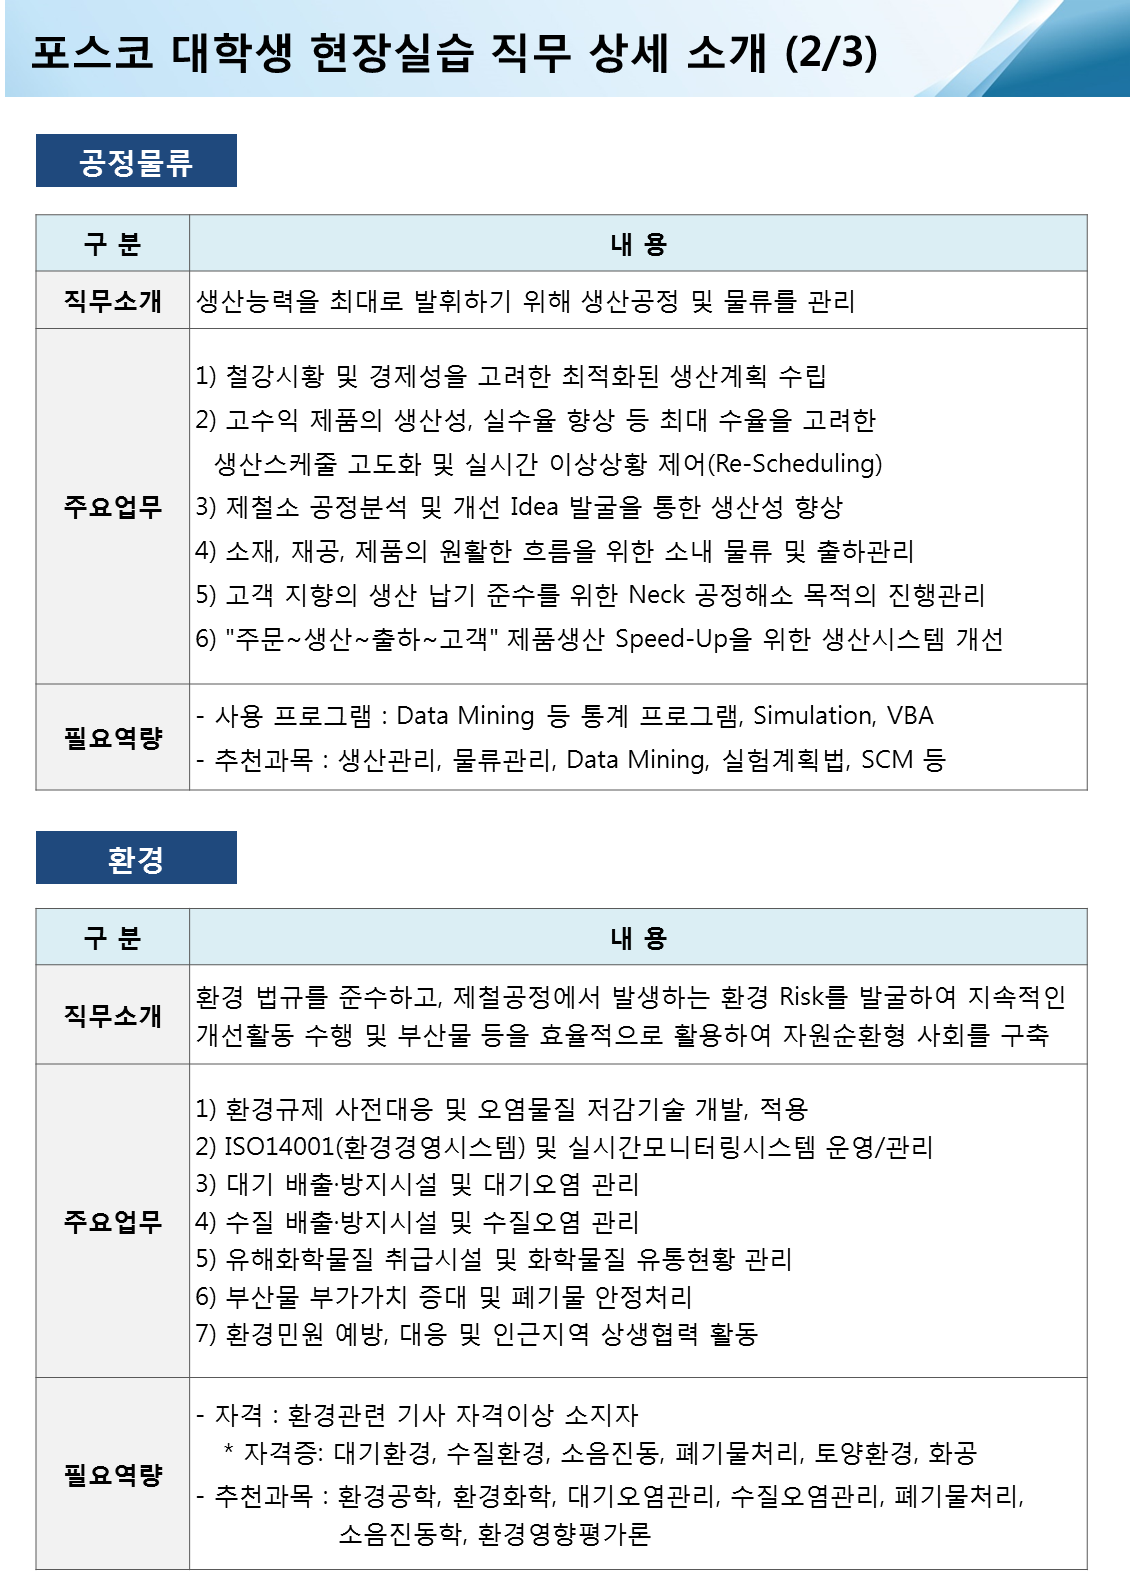 포스코 대학생 현장실습 직무 상세 소개 (2/3)
공정물류
구 분
내 용
직무소개
생산능력을 최대로 발휘하기 위해 생산공정 및 물류를 관리
주요업무
1) 철강시황 및 경제성을 고려한 최적화된 생산계획 수립
2) 고수익 제품의 생산성, 실수율 향상 등 최대 수율을 고려한
생산스케줄 고도화 및 실시간 이상상황 제어(Re-Scheduling)
3) 제철소 공정분석 및 개선 Idea 발굴을 통한 생산성 향상
4) 소재, 재공, 제품의 원활한 흐름을 위한 소내 물류 및 출하관리
5) 고객 지향의 생산 납기 준수를 위한 Neck 공정해소 목적의 진행관리
6) "주문~생산~출하~고객" 제품생산 Speed-Up을 위한 생산시스템 개선
필요역량
- 사용 프로그램 : Data Mining 등 통계 프로그램, Simulation, VBA
- 추천과목 : 생산관리, 물류관리, Data Mining, 실험계획법, SCM 등
환경
구 분
내 용
직무소개
환경 법규를 준수하고, 제철공정에서 발생하는 환경 Risk를 발굴하여 지속적인
개선활동 수행 및 부산물 등을 효율적으로 활용하여 자원순환형 사회를 구축
주요업무
1) 환경규제 사전대응 및 오염물질 저감기술 개발, 적용
2) ISO14001(환경경영시스템) 및 실시간모니터링시스템 운영/관리
3) 대기 배출·방지시설 및 대기오염 관리
4) 수질 배출·방지시설 및 수질오염 관리
5) 유해화학물질 취급시설 및 화학물질 유통현황 관리
6) 부산물 부가가치 증대 및 폐기물 안정처리
7) 환경민원 예방, 대응 및 인근지역 상생협력 활동
필요역량
- 자격 : 환경관련 기사 자격이상 소지자
* 자격증: 대기환경, 수질환경, 소음진동, 폐기물처리, 토양환경, 화공
- 추천과목 : 환경공학, 환경화학, 대기오염관리, 수질오염관리, 폐기물처리,
소음진동학, 환경영향평가론